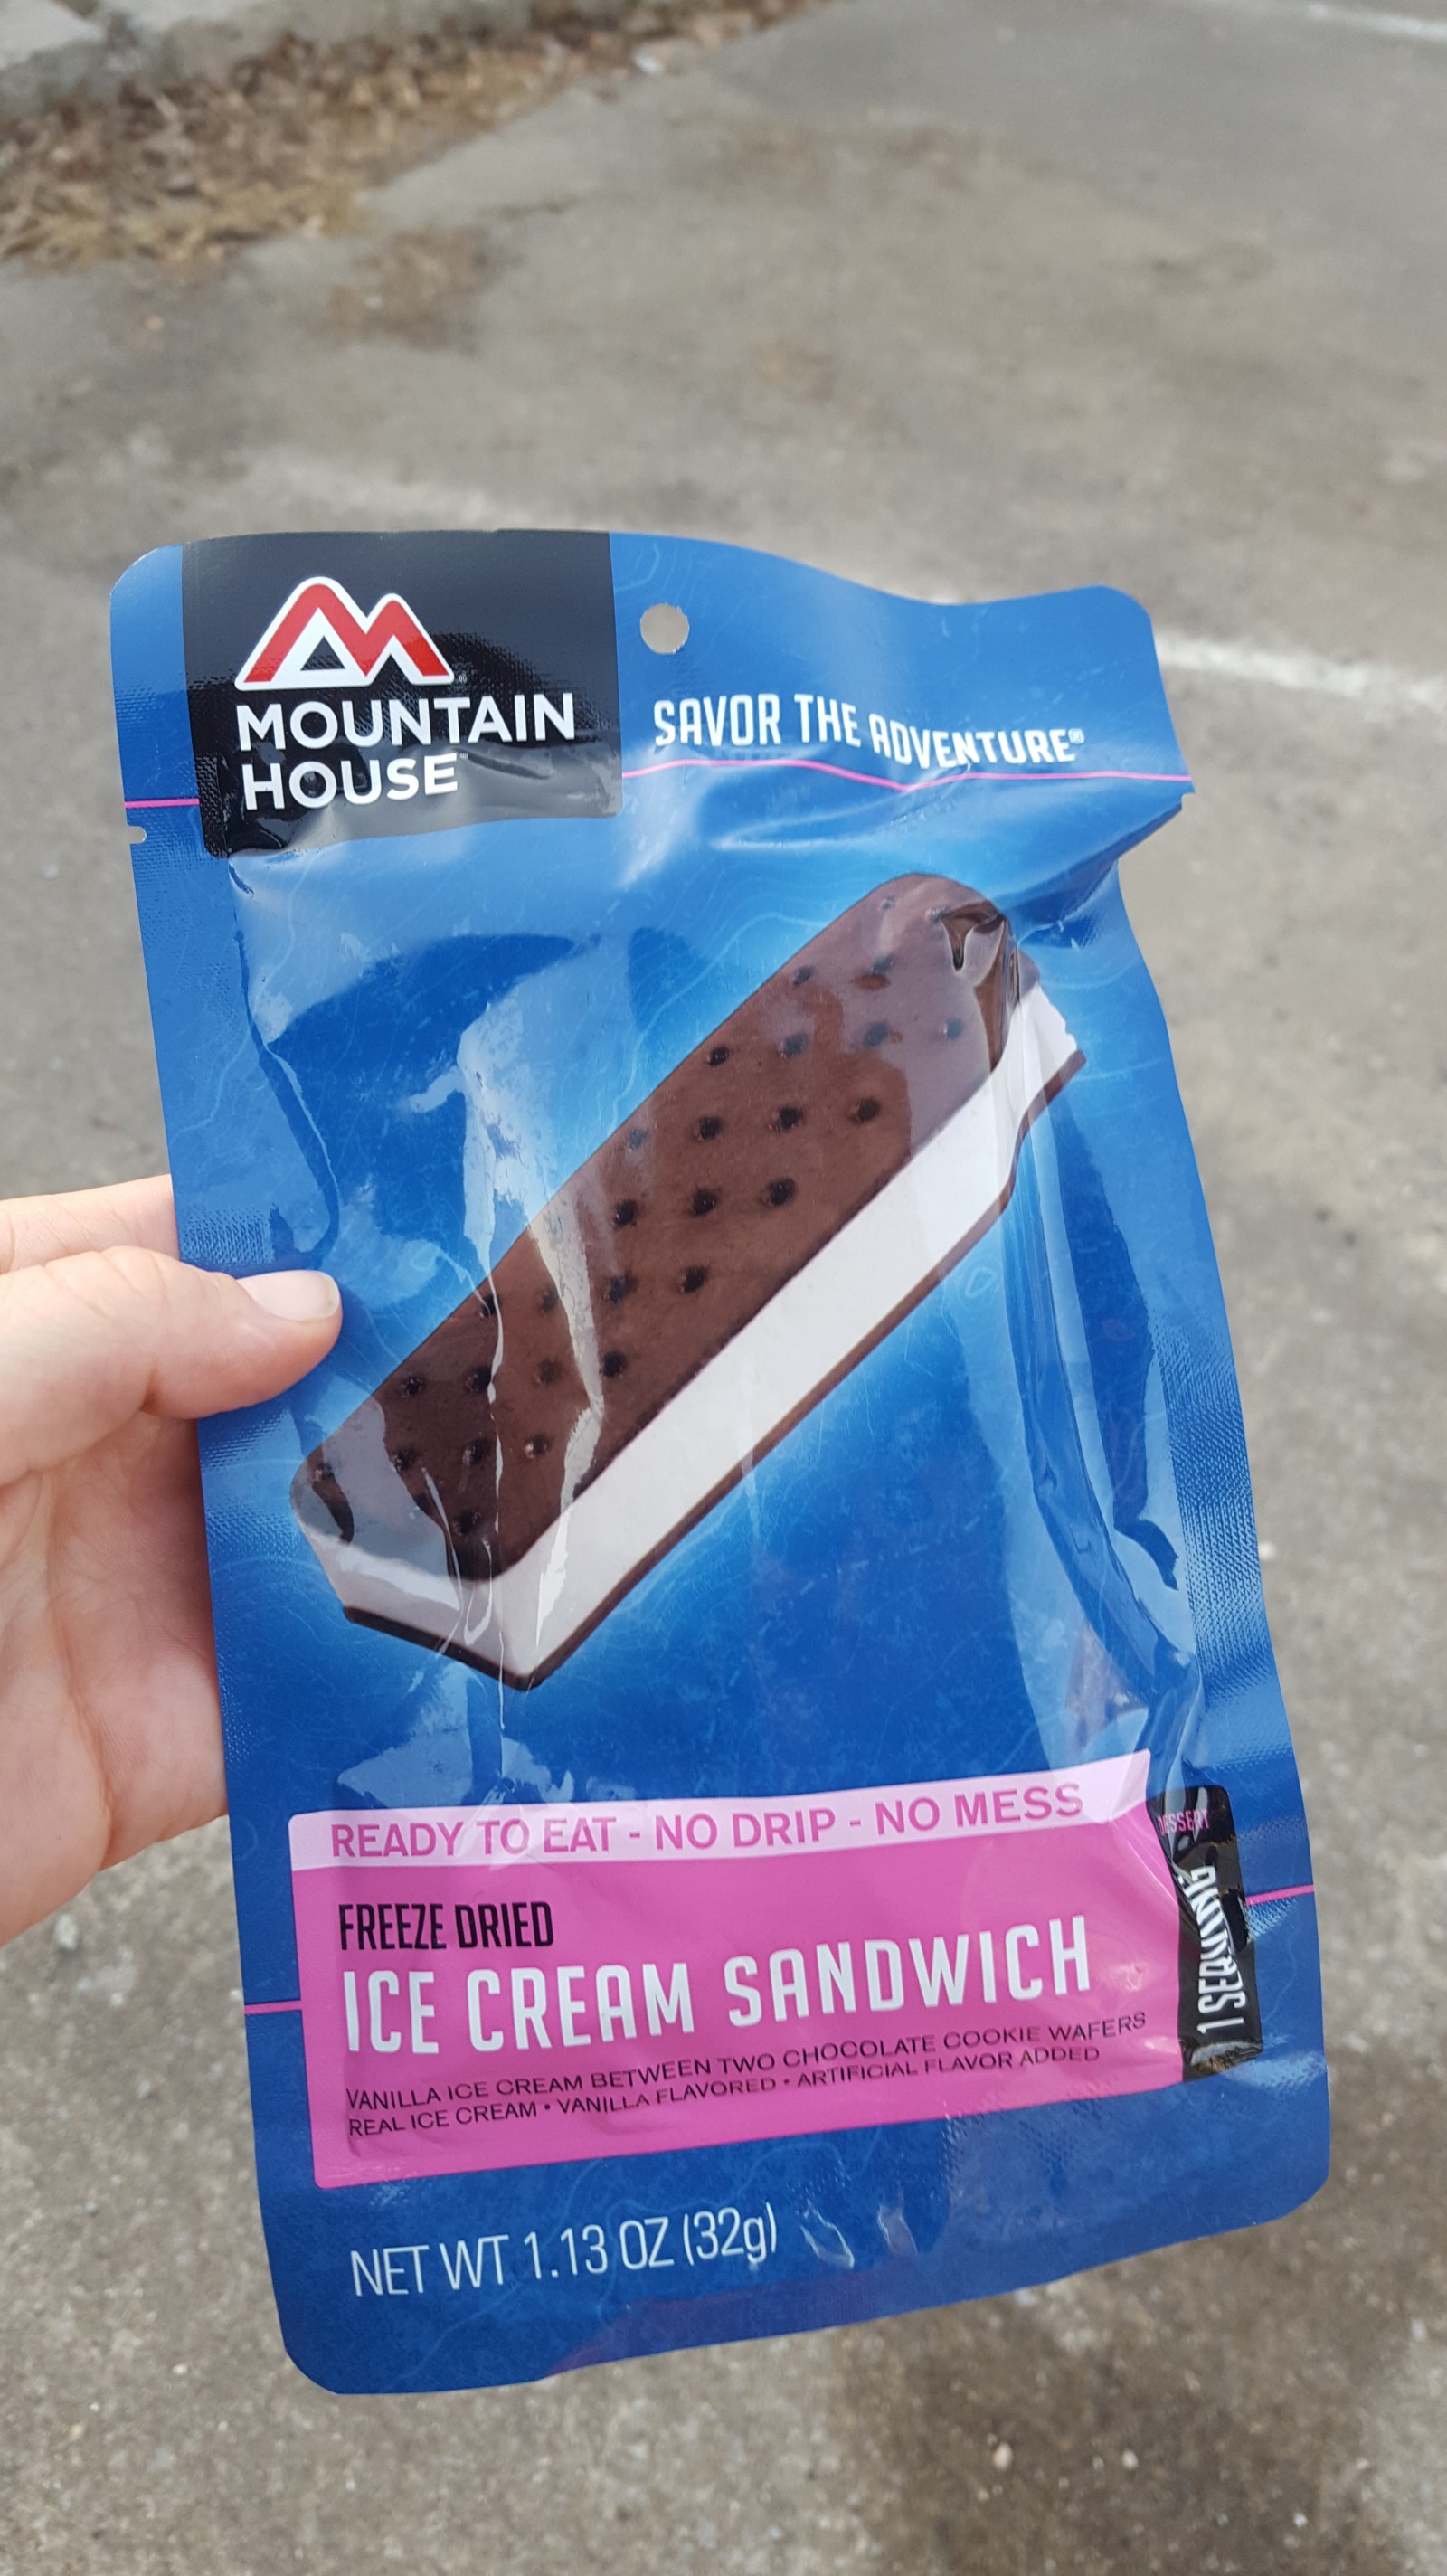 MOUNTAIN
HOUSE™
SAVOR THE ADVENTURE®
READY TO EAT - NO DRIP - NO MESS
FREEZE DRIED
ICE CREAM SANDWICH
VANILLA ICE CREAM BETWEEN TWO CHOCOLATE COOKIE WAFERS
REAL ICE CREAM • VANILLA FLAVORED • ARTIFICIAL FLAVOR ADDED
DESSERT
1 SERVING
NET WT 1.13 OZ (32g)